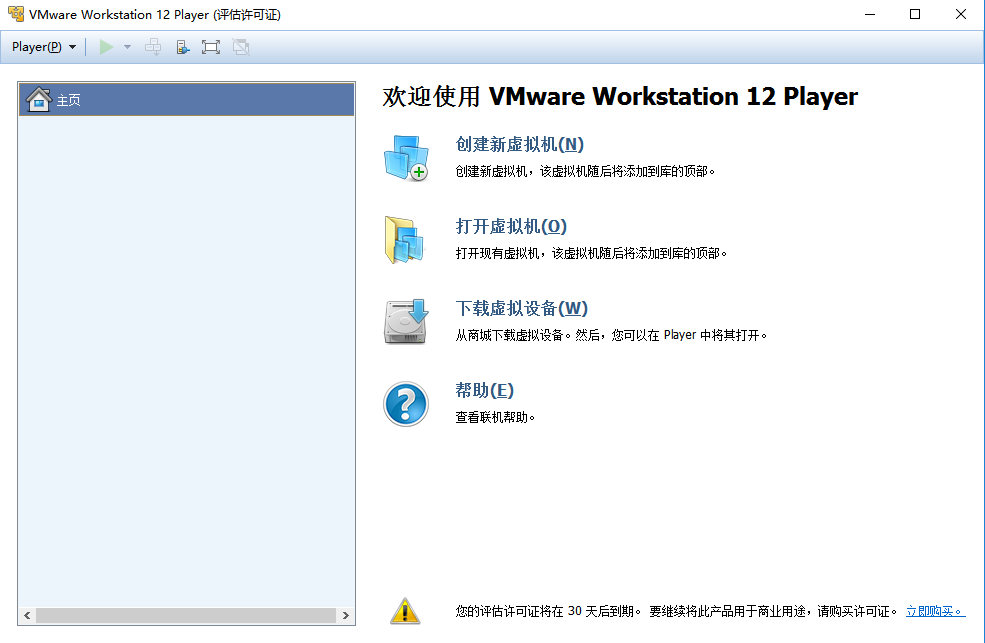 VMware Workstation 12 Player (评估许可证)
Player(P)
主页
欢迎使用 VMware Workstation 12 Player
创建新虚拟机(N)
创建新虚拟机，该虚拟机随后将添加到库的顶部。
打开虚拟机(O)
打开现有虚拟机，该虚拟机随后将添加到库的顶部。
下载虚拟设备(W)
从商城下载虚拟设备。然后，您可以在 Player 中将其打开。
帮助(E)
查看联机帮助。
您的评估许可证将在 30 天后到期。 要继续将此产品用于商业用途，请购买许可证。 立即购买。